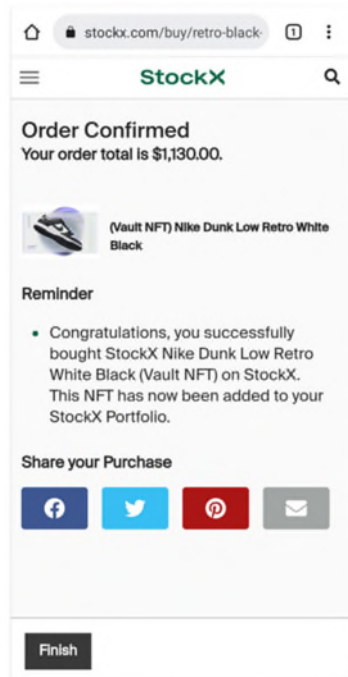 stockx.com/buy/retro-black-
1
StockX
Order Confirmed
Your order total is $1,130.00.
(Vault NFT) Nike Dunk Low Retro White
Black
Reminder
• Congratulations, you successfully
bought StockX Nike Dunk Low Retro
White Black (Vault NFT) on StockX.
This NFT has now been added to your
StockX Portfolio.
Share your Purchase
Finish